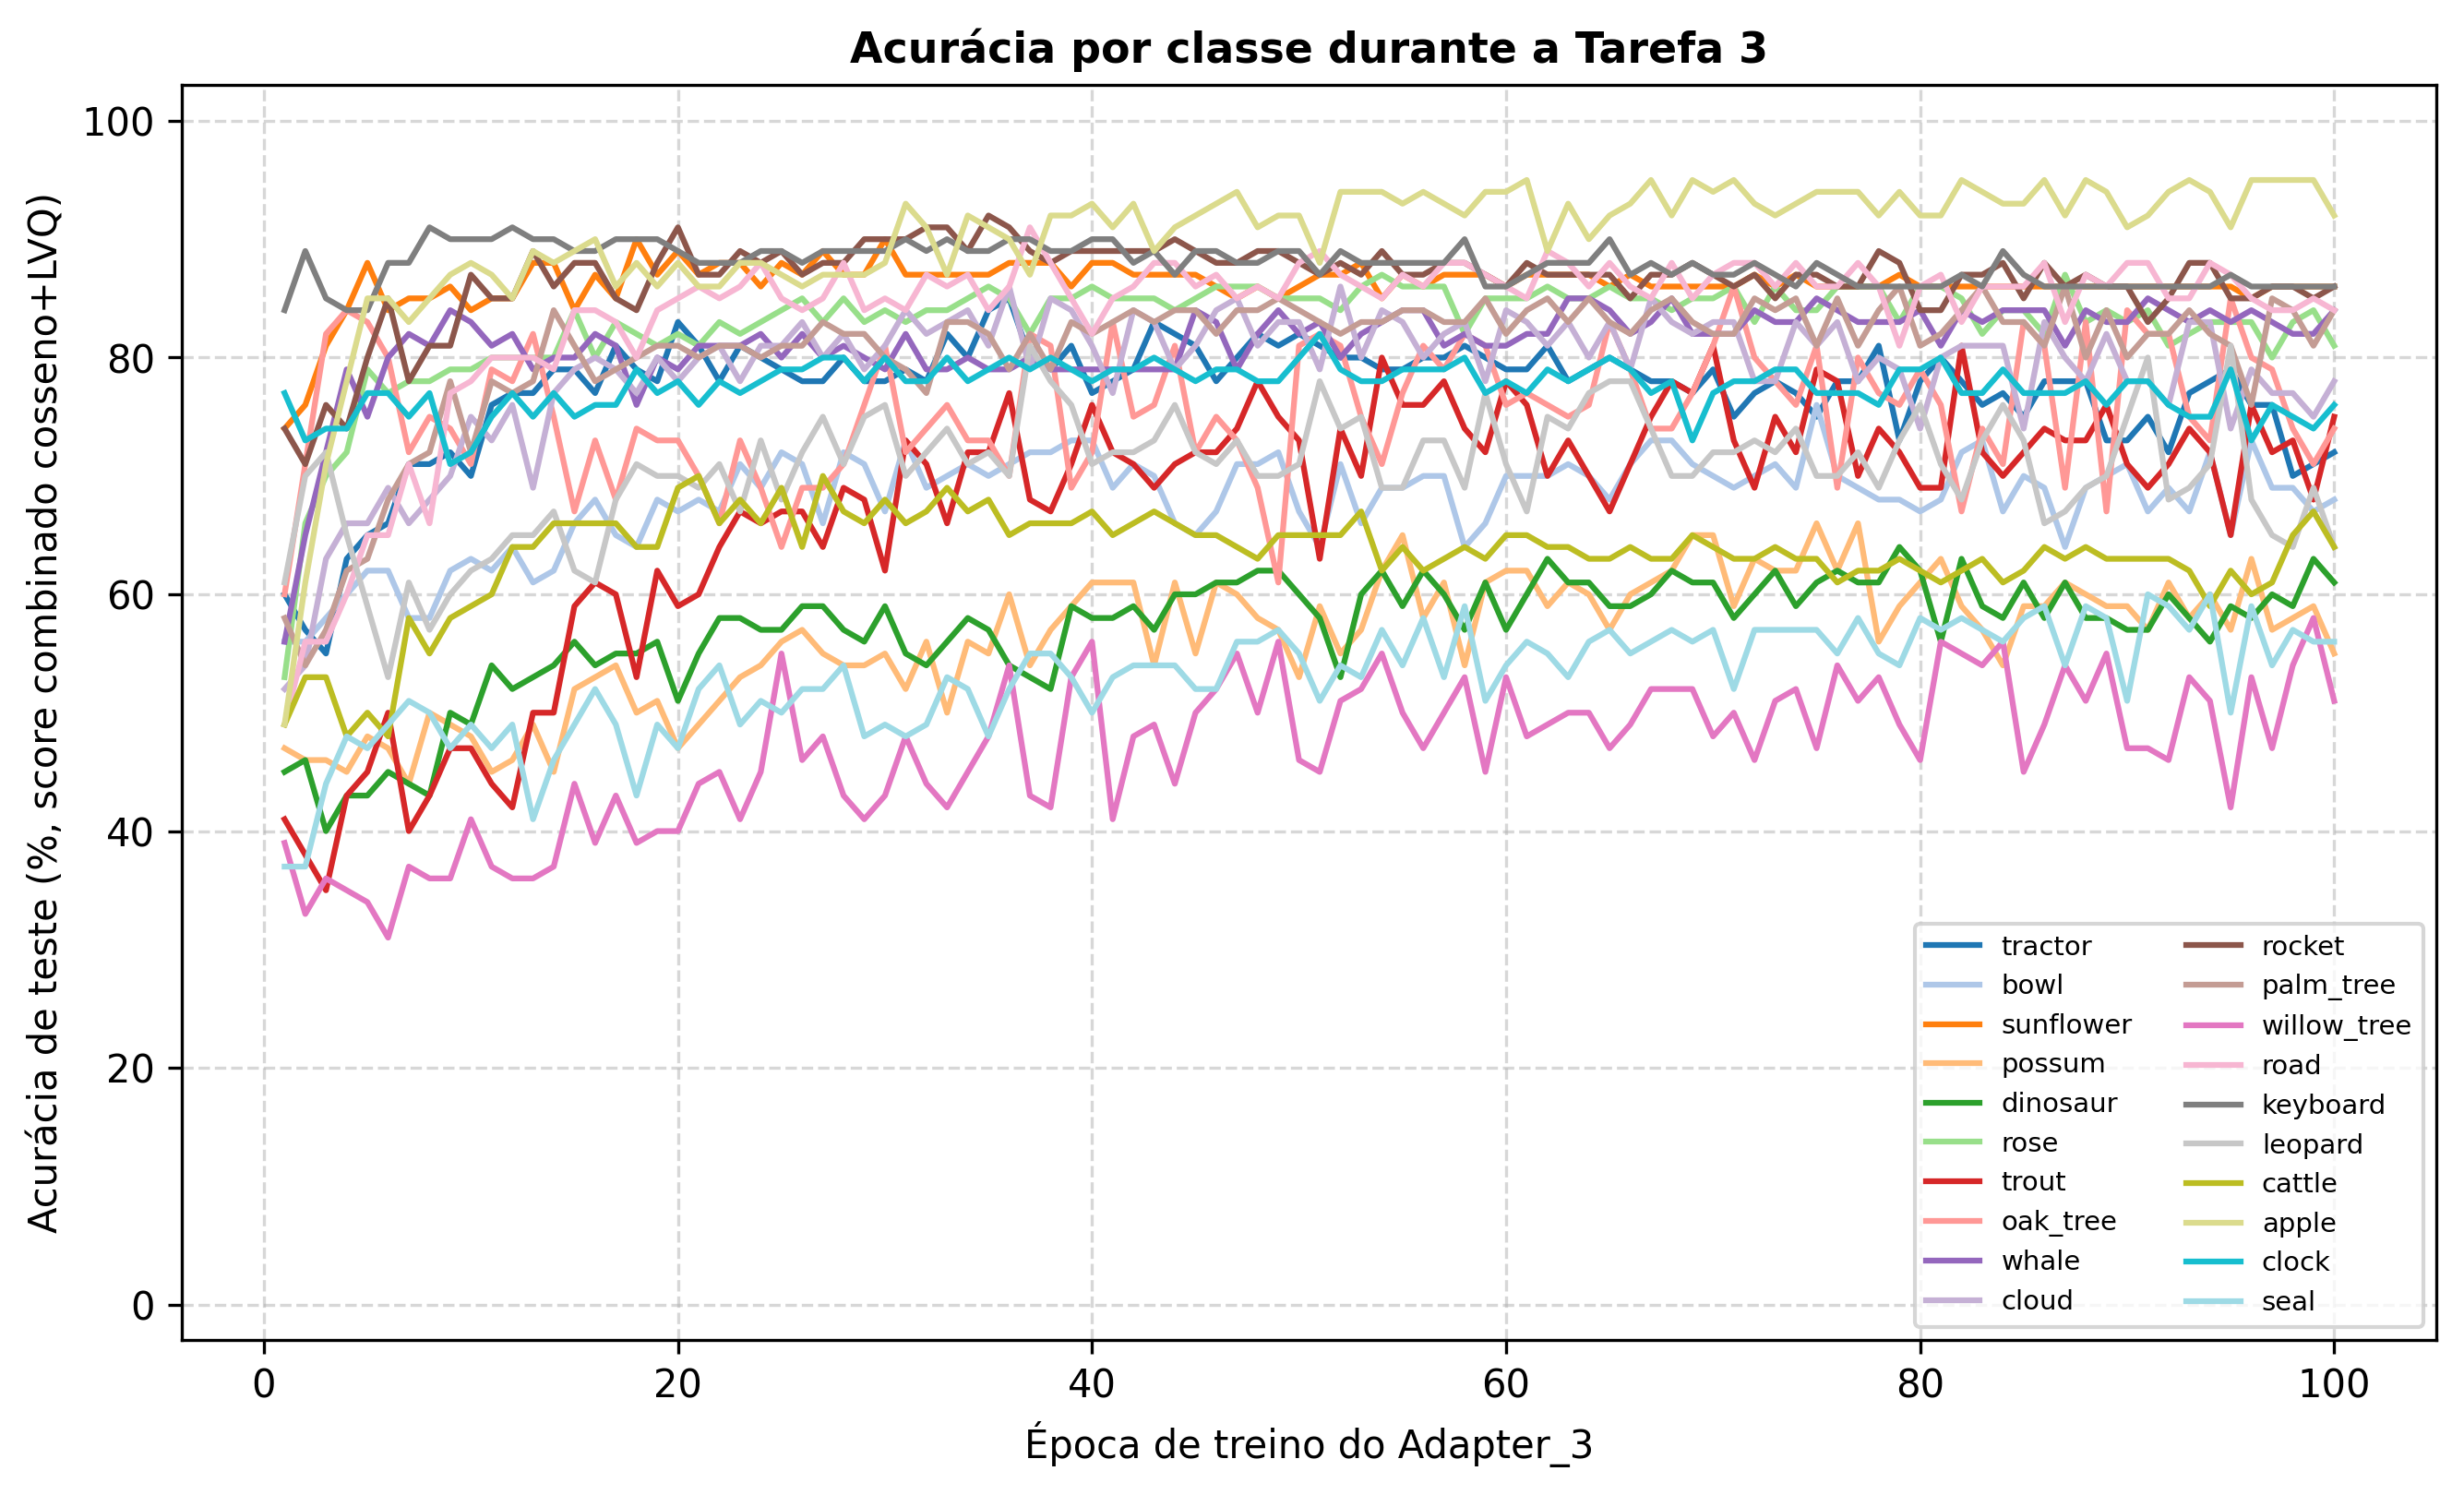 Acurácia por classe durante a Tarefa 3
Acurácia de teste (%, score combinado cosseno+LVQ)
100
80
60
40
20
0
0 20 40 60 80 100
Época de treino do Adapter_3
tractor
bowl
sunflower
possum
dinosaur
rose
trout
oak_tree
whale
cloud
rocket
palm_tree
willow_tree
road
keyboard
leopard
cattle
apple
clock
seal